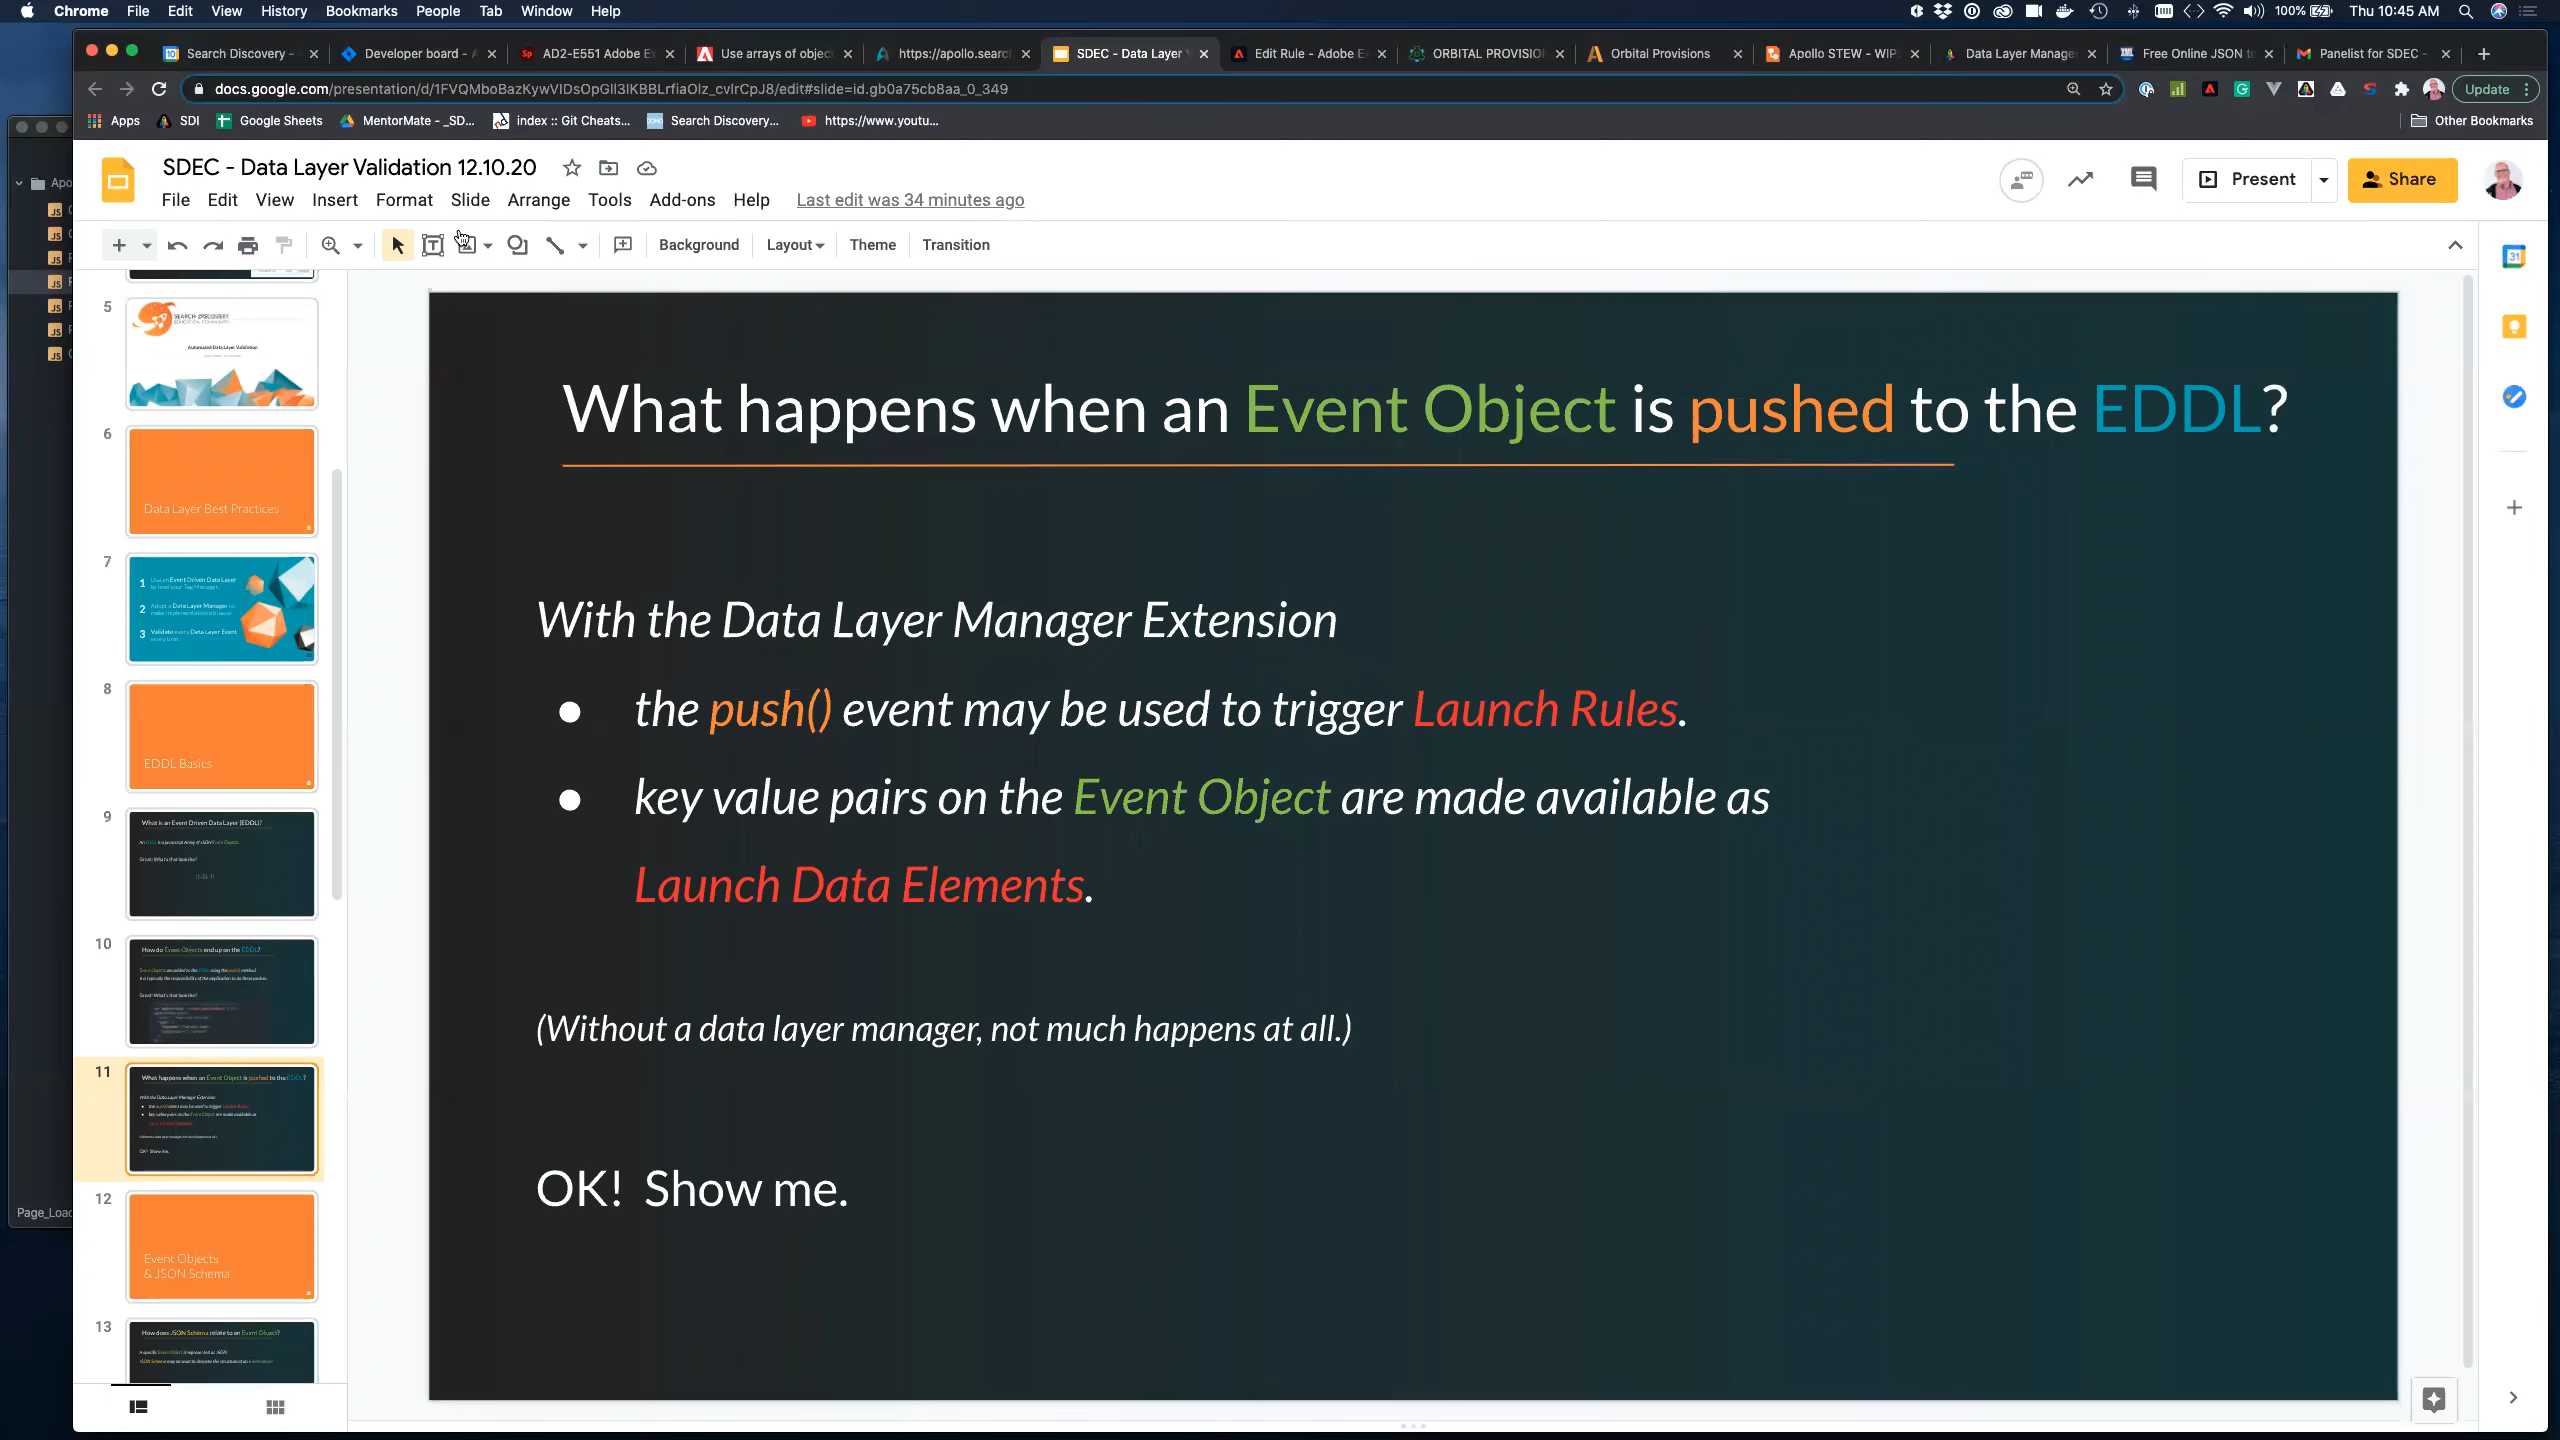 Chrome File Edit View History Bookmarks People Tab Window Help
100% Thu 10:45 AM
Search Discovery - Developer board - AD2-E551 Adobe E Use arrays of objec https://apollo.searc SDEC - Data Layer Edit Rule - Adobe E ORBITAL PROVISIO Orbital Provisions Apollo STEW - WIP Data Layer Manage Free Online JSON t Panelist for SDEC -
docs.google.com/presentation/d/
Update
Apps SDI Google Sheets MentorMate - _SD... index :: Git Cheats... Search Discovery... https://www.youtu...
Other Bookmarks
Apo
Page_Loa
SDEC - Data Layer Validation 12.10.20
File Edit View Insert Format Slide Arrange Tools Add-ons Help Last edit was 34 minutes ago
Present Share
Background Layout Theme Transition
5
SEARCH DISCOVERY
EDUCATION COMMUNITY
Automated Data Layer Validation
6
Data Layer Best Practices
7
1 Use an Event Driven Data Layer
to feed your Tag Manager.
2 Adopt a Data Layer Manager to
3 Validate every Data Layer Event
every time.
8
EDDL Basics
9
What is an Event Driven Data Layer (EDDL)?
An EDDL is a javascript Array of JSON Event Objects
Great! What's that look like?
10
How do Event Objects end up on the EDDL?
Event Objects are added to the EDDL using the push() method
It is typically the responsibility of the application to do these pushes.
Great! What's that look like?
11
What happens when an Event Object is pushed to the EDDL?
With the Data Layer Manager Extension
the push() event may be used to trigger Launch Rules.
key value pairs on the Event Object are made available as
Launch Data Elements.
(Without a data layer manager, not much happens at all.)
OK! Show me.
12
Event Objects
& JSON Schema
13
How does JSON Schema relate to an Event Object?
A specific Event Object is represented as JSON
JSON Schema may be used to describe the structure of an Event Object
What happens when an Event Object is pushed to the EDDL?
With the Data Layer Manager Extension
● the push() event may be used to trigger Launch Rules.
● key value pairs on the Event Object are made available as
Launch Data Elements.
(Without a data layer manager, not much happens at all.)
OK!  Show me.
31